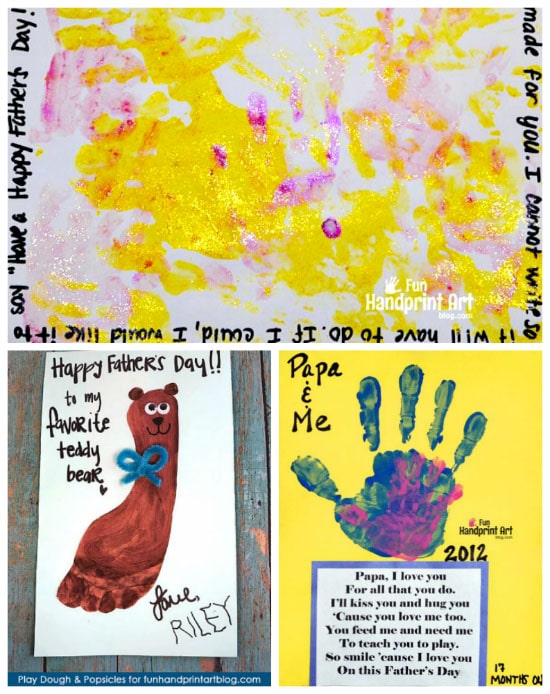 made for you. I cannot write so
it will have to do. If I could, I would like it to
say "Have a Happy Father's Day!
Fun
Handprint Art
blog.com
Happy Father's Day!!
to my
favorite
teddy
bear
Love,
RILEY
Play Dough & Popsicles for funhandprintartblog.com
Papa
&
Me
Fun
Handprint Art
blog.com
2012
Papa, I love you
For all that you do.
I'll kiss you and hug you
'Cause you love me too.
You feed me and need me
To teach you to play.
So smile 'cause I love you
On this Father's Day
17
MONTHS